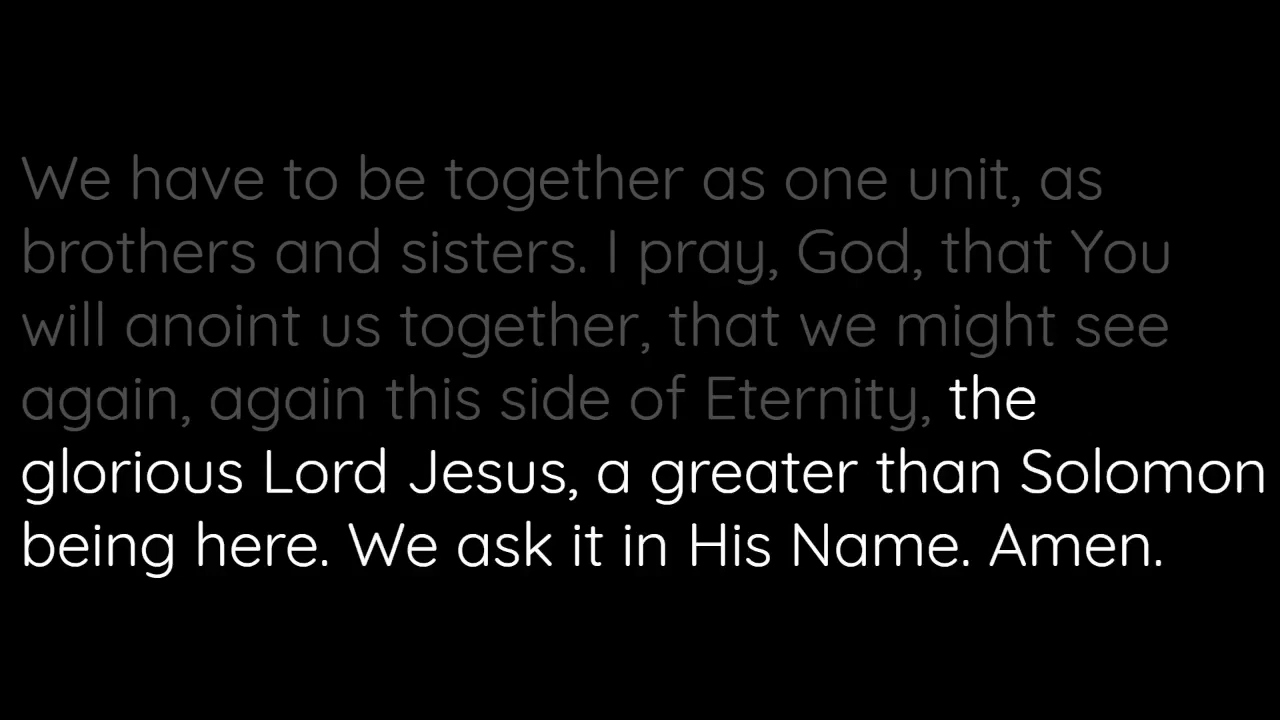 We have to be together as one unit, as
brothers and sisters. I pray, God, that You
will anoint us together, that we might see
again, again this side of Eternity, the
glorious Lord Jesus, a greater than Solomon
being here. We ask it in His Name. Amen.